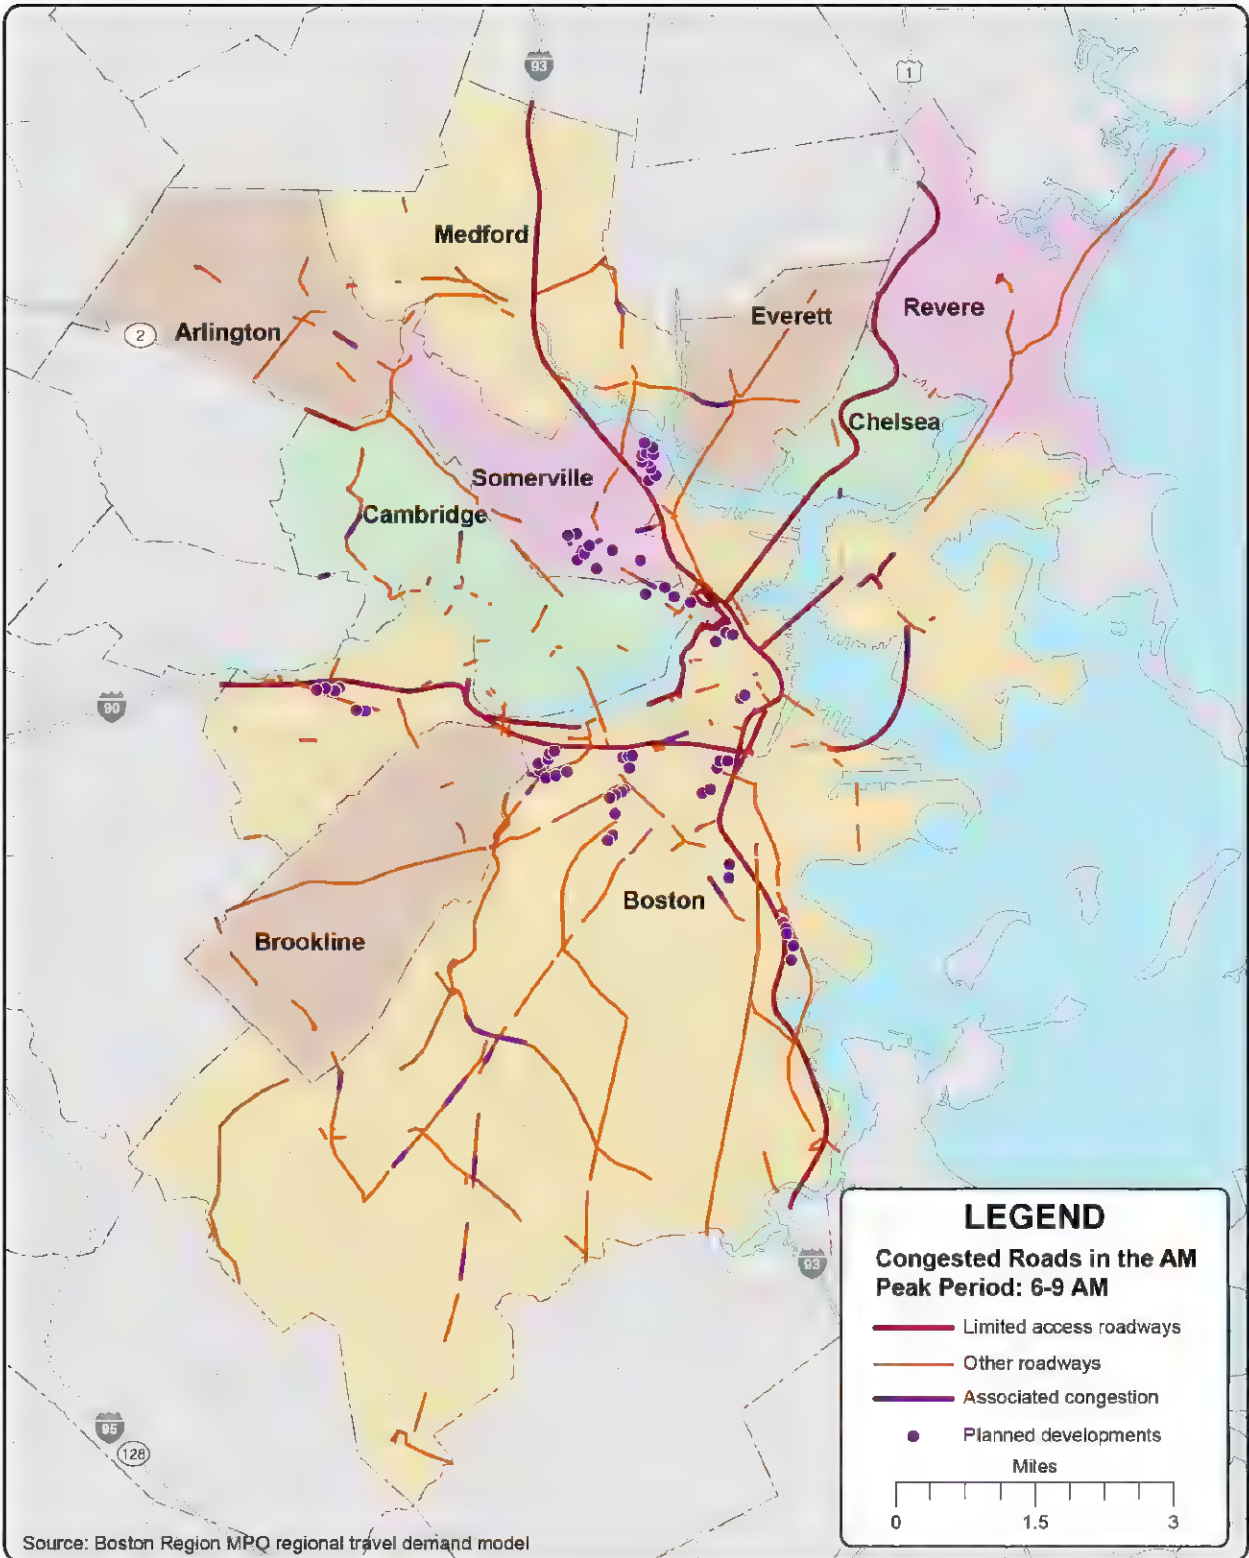 93
1
Medford
Everett
Revere
2
Arlington
Chelsea
Somerville
Cambridge
90
Boston
Brookline
93
95
128
LEGEND
Congested Roads in the AM
Peak Period: 6-9 AM
Limited access roadways
Other roadways
Associated congestion
Planned developments
Miles
0 1.5 3
Source: Boston Region MPO regional travel demand model